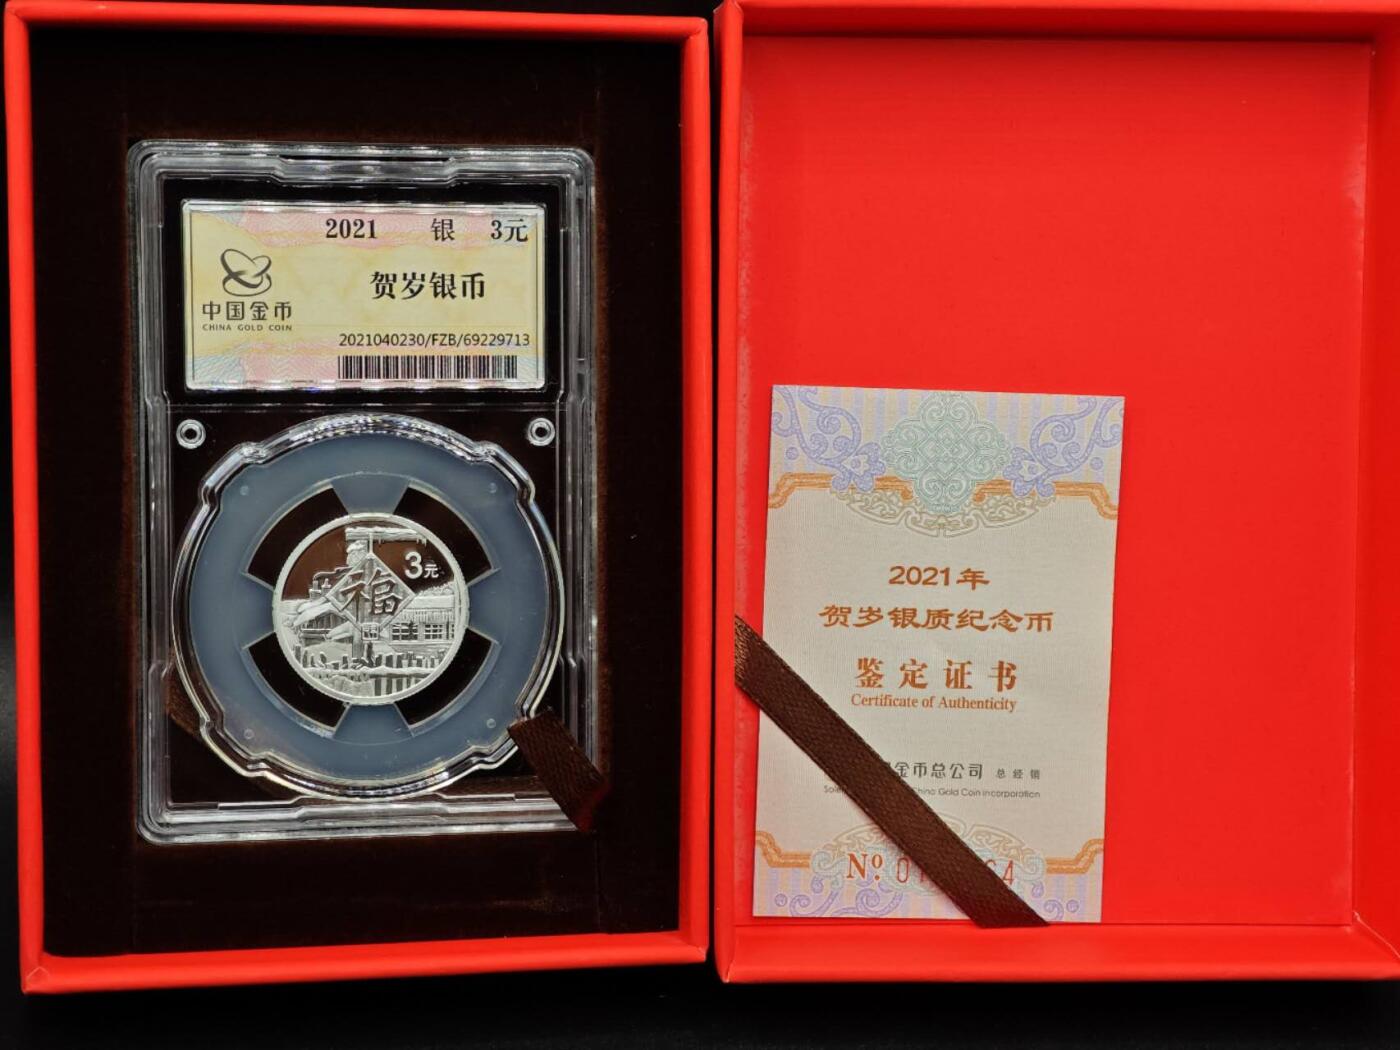 2021 银 3元
中国金币
CHINA GOLD COIN
贺岁银币
2021040230/FZB/69229713
3元
福
2021年
贺岁银质纪念币
鉴定证书
Certificate of Authenticity
金币总公司 总经销
China Gold Coin Incorporation
Nº.